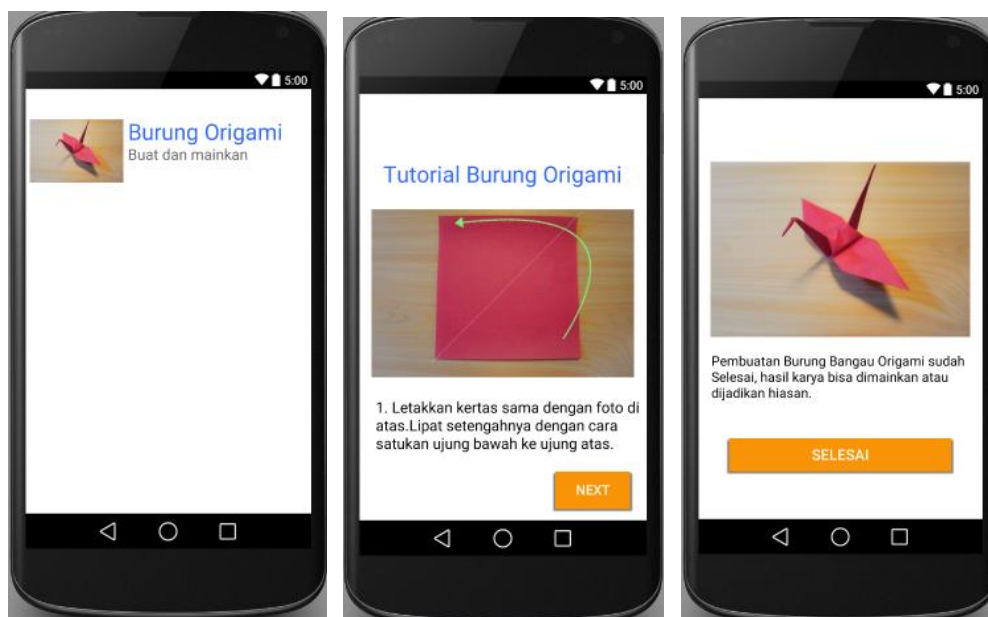 5:00
Burung Origami
Buat dan mainkan
5:00
Tutorial Burung Origami
1. Letakkan kertas sama dengan foto di
atas.Lipat setengahnya dengan cara
satukan ujung bawah ke ujung atas.
NEXT
5:00
Pembuatan Burung Bangau Origami sudah
Selesai, hasil karya bisa dimainkan atau
dijadikan hiasan.
SELESAI